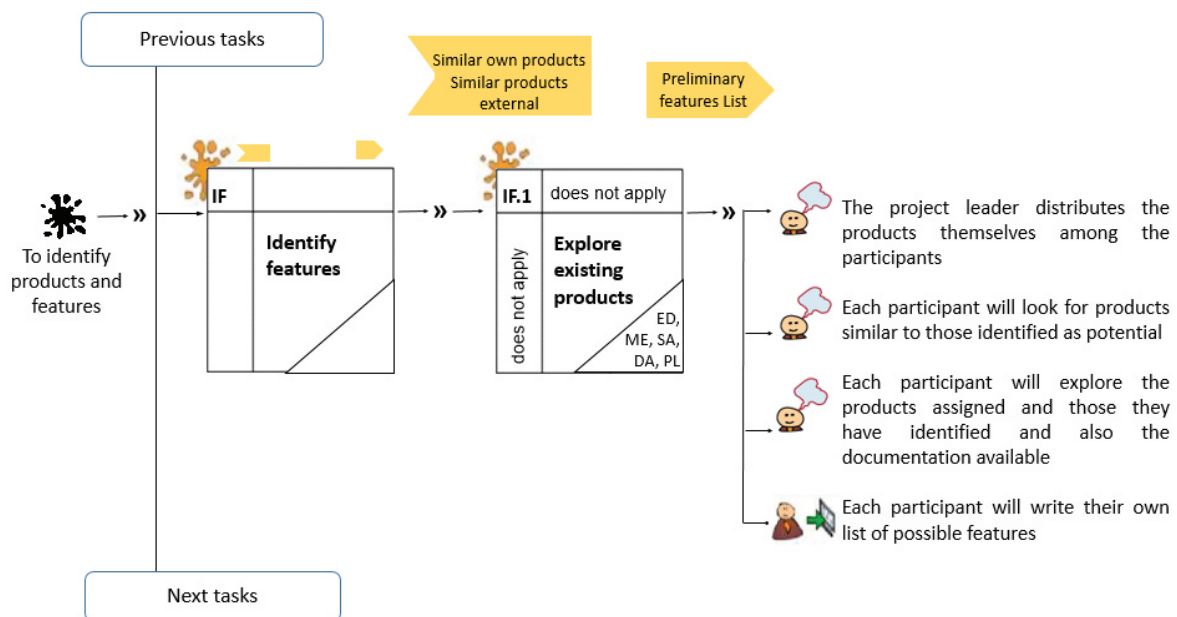 Previous tasks
Similar own products
Similar products
external
Preliminary
features List
To identify
products and
features
»
IF
Identify
features
»
IF.1
does not apply
does not apply
Explore
existing
products
ED,
ME, SA,
DA, PL
»
The project leader distributes the
products themselves among the
participants
Each participant will look for products
similar to those identified as potential
Each participant will explore the
products assigned and those they
have identified and also the
documentation available
Each participant will write their own
list of possible features
Next tasks